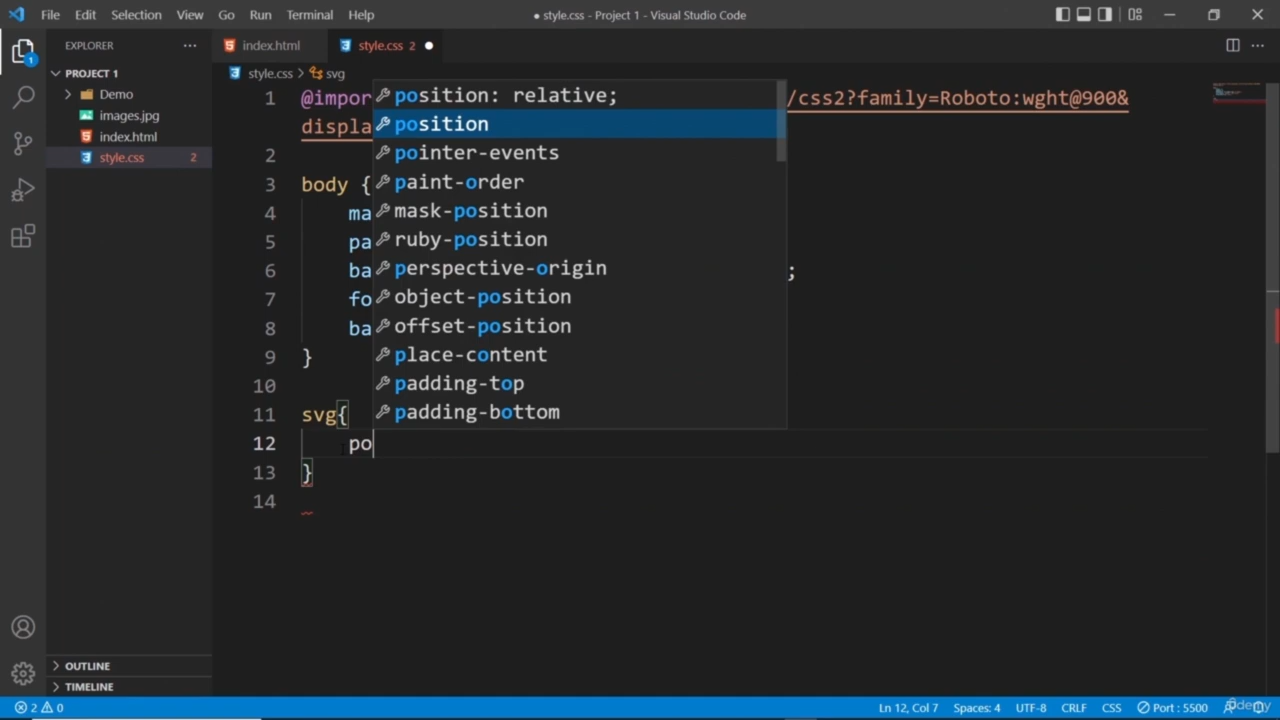 File Edit Selection View Go Run Terminal Help
● style.css - Project 1 - Visual Studio Code
EXPLORER
index.html
style.css 2
PROJECT 1
style.css > svg
Demo
images.jpg
index.html
style.css 2
1
1 @impor /css2?family=Roboto:wght@900&
displa
2
3 body {
4 ma
5 pa
6 ba ;
7 fo
8 ba
9 }
10
11 svg{
12 po
13 }
14
position: relative;
position
pointer-events
paint-order
mask-position
ruby-position
perspective-origin
object-position
offset-position
place-content
padding-top
padding-bottom
OUTLINE
TIMELINE
2 0 Ln 12, Col 7 Spaces: 4 UTF-8 CRLF CSS Port : 5500
Udemy